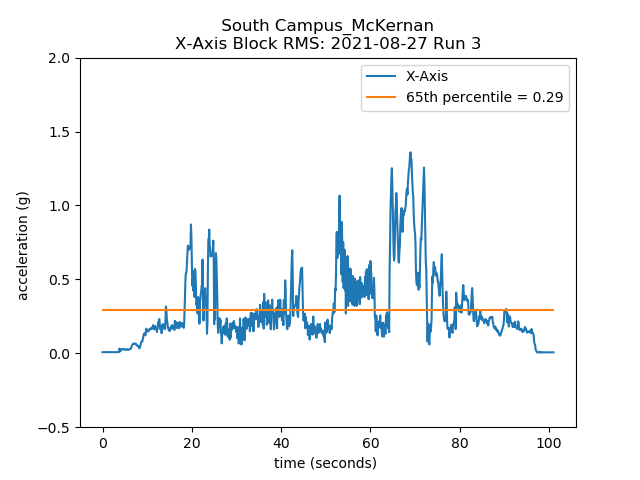 South Campus_McKernan
X-Axis Block RMS: 2021-08-27 Run 3
X-Axis
65th percentile = 0.29
2.0
1.5
1.0
0.5
0.0
−0.5
acceleration (g)
0 20 40 60 80 100
time (seconds)